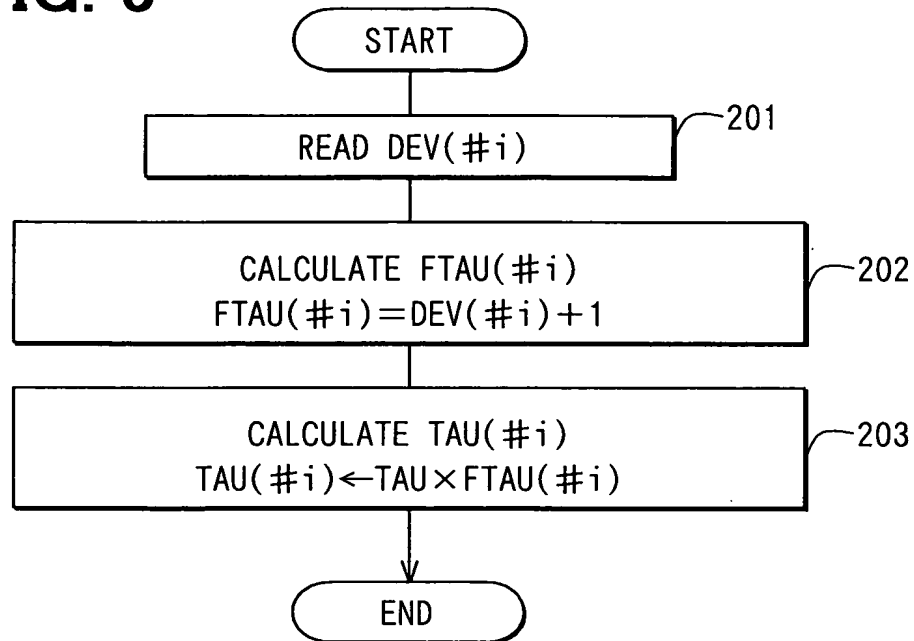 START
READ DEV(#i)
201
CALCULATE FTAU(#i)
FTAU(#i)=DEV(#i)+1
202
CALCULATE TAU(#i)
TAU(#i)←TAU×FTAU(#i)
203
END